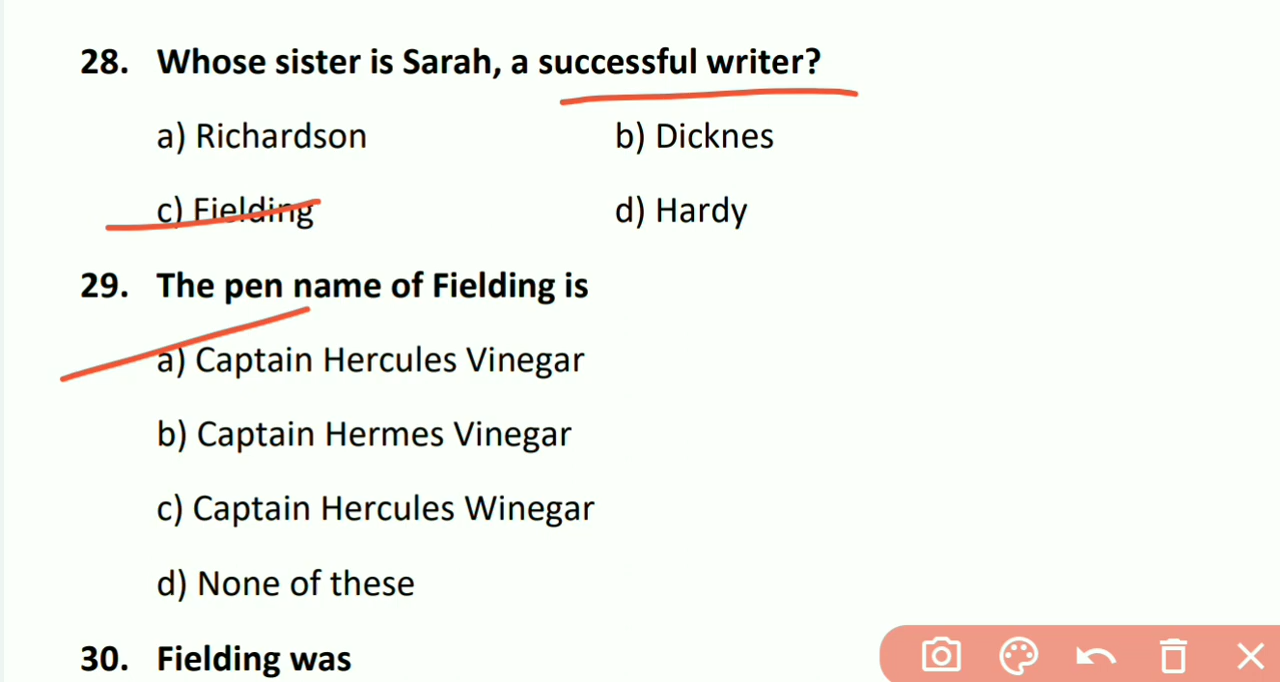 28. Whose sister is Sarah, a successful writer?
a) Richardson b) Dicknes
c) Fielding d) Hardy
29. The pen name of Fielding is
a) Captain Hercules Vinegar
b) Captain Hermes Vinegar
c) Captain Hercules Winegar
d) None of these
30. Fielding was